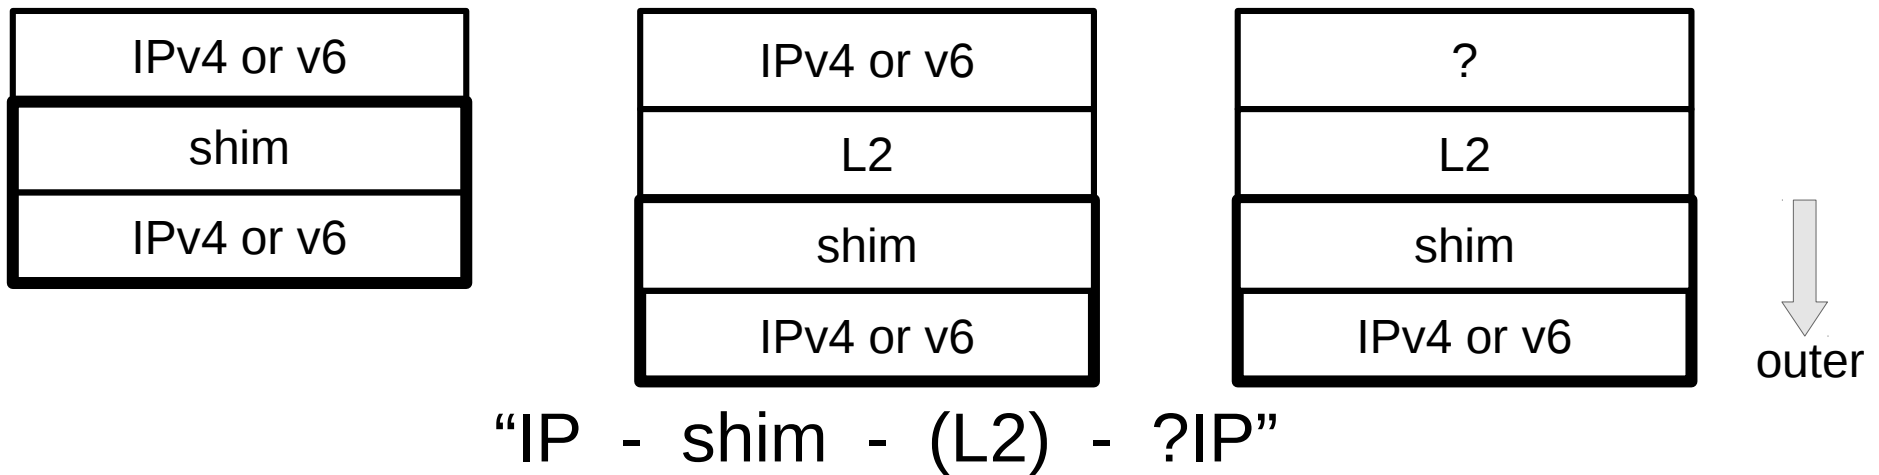 IPv4 or v6
shim
IPv4 or v6
IPv4 or v6
L2
shim
IPv4 or v6
?
L2
shim
IPv4 or v6
outer
“IP - shim - (L2) - ?IP”